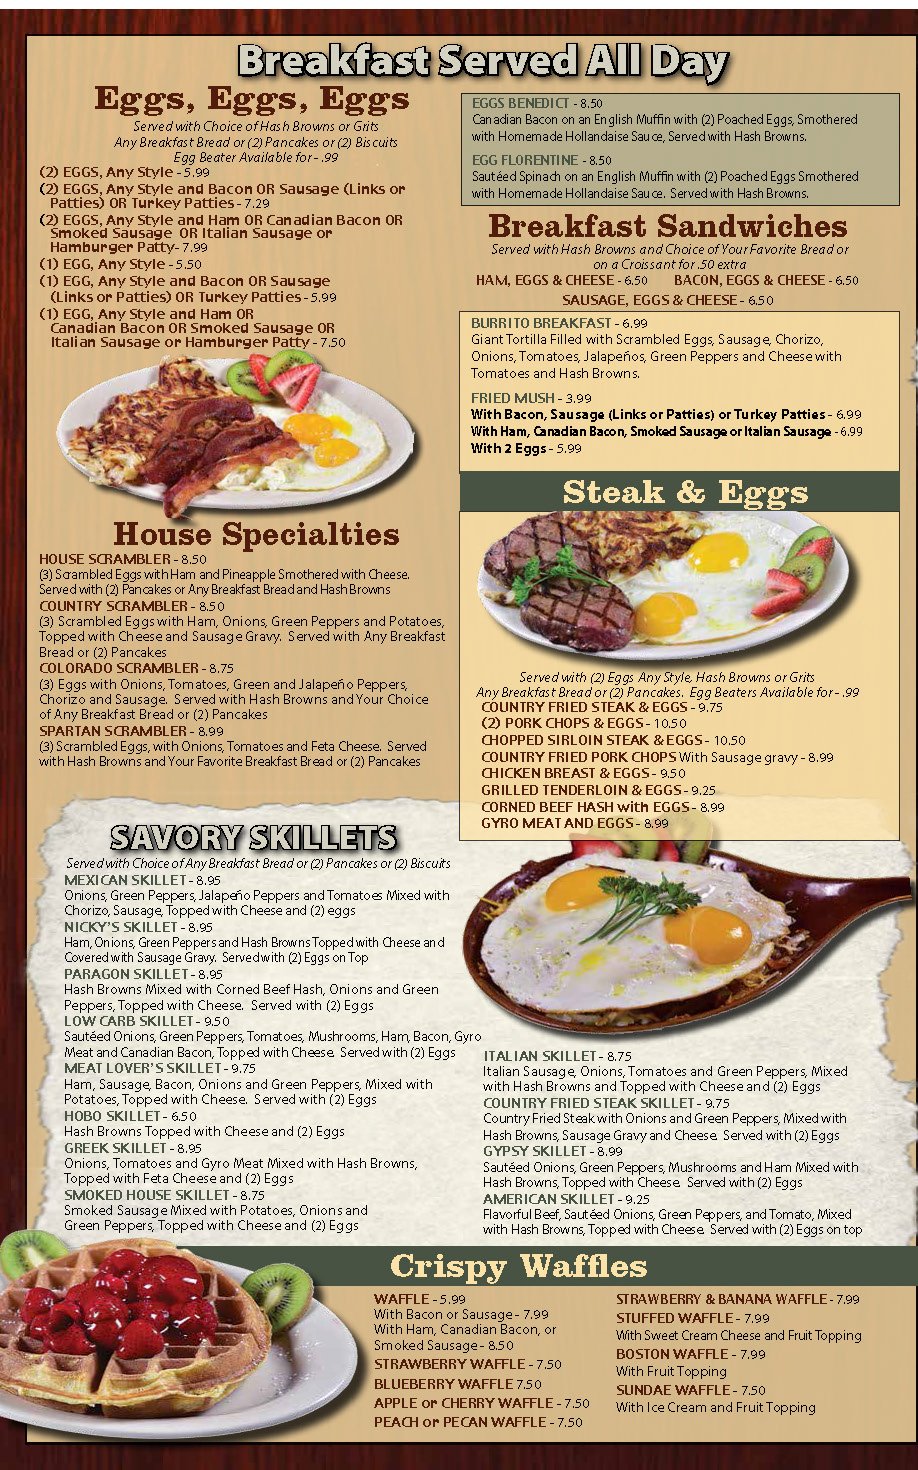 Breakfast Served All Day
Eggs, Eggs, Eggs
Served with Choice of Hash Browns or Grits
Any Breakfast Bread or (2) Pancakes or (2) Biscuits
Egg Beater Available for - .99
(2) EGGS, Any Style - 5.99
(2) EGGS, Any Style and Bacon OR Sausage (Links or
Patties) OR Turkey Patties - 7.29
(2) EGGS, Any Style and Ham OR Canadian Bacon OR
Smoked Sausage OR Italian Sausage or
Hamburger Patty- 7.99
(1) EGG, Any Style - 5.50
(1) EGG, Any Style and Bacon OR Sausage
(Links or Patties) OR Turkey Patties - 5.99
(1) EGG, Any Style and Ham OR
Canadian Bacon OR Smoked Sausage OR
Italian Sausage or Hamburger Patty - 7.50
House Specialties
HOUSE SCRAMBLER - 8.50
(3) Scrambled Eggs with Ham and Pineapple Smothered with Cheese.
Served with (2) Pancakes or Any Breakfast Bread and Hash Browns
COUNTRY SCRAMBLER - 8.50
(3) Scrambled Eggs with Ham, Onions, Green Peppers and Potatoes,
Topped with Cheese and Sausage Gravy. Served with Any Breakfast
Bread or (2) Pancakes
COLORADO SCRAMBLER - 8.75
(3) Eggs with Onions, Tomatoes, Green and Jalapeño Peppers,
Chorizo and Sausage. Served with Hash Browns and Your Choice
of Any Breakfast Bread or (2) Pancakes
SPARTAN SCRAMBLER - 8.99
(3) Scrambled Eggs, with Onions, Tomatoes and Feta Cheese. Served
with Hash Browns and Your Favorite Breakfast Bread or (2) Pancakes
EGGS BENEDICT - 8.50
Canadian Bacon on an English Muffin with (2) Poached Eggs, Smothered
with Homemade Hollandaise Sauce, Served with Hash Browns.
EGG FLORENTINE - 8.50
Sautéed Spinach on an English Muffin with (2) Poached Eggs Smothered
with Homemade Hollandaise Sauce. Served with Hash Browns.
Breakfast Sandwiches
Served with Hash Browns and Choice of Your Favorite Bread or
on a Croissant for .50 extra
HAM, EGGS & CHEESE - 6.50 BACON, EGGS & CHEESE - 6.50
SAUSAGE, EGGS & CHEESE - 6.50
BURRITO BREAKFAST - 6.99
Giant Tortilla Filled with Scrambled Eggs, Sausage, Chorizo,
Onions, Tomatoes, Jalapeños, Green Peppers and Cheese with
Tomatoes and Hash Browns.
FRIED MUSH - 3.99
With Bacon, Sausage (Links or Patties) or Turkey Patties - 6.99
With Ham, Canadian Bacon, Smoked Sausage or Italian Sausage - 6.99
With 2 Eggs - 5.99
Steak & Eggs
Served with (2) Eggs Any Style, Hash Browns or Grits
Any Breakfast Bread or (2) Pancakes. Egg Beaters Available for - .99
COUNTRY FRIED STEAK & EGGS - 9.75
(2) PORK CHOPS & EGGS - 10.50
CHOPPED SIRLOIN STEAK & EGGS - 10.50
COUNTRY FRIED PORK CHOPS With Sausage gravy - 8.99
CHICKEN BREAST & EGGS - 9.50
GRILLED TENDERLOIN & EGGS - 9.25
CORNED BEEF HASH with EGGS - 8.99
GYRO MEAT AND EGGS - 8.99
SAVORY SKILLETS
Served with Choice of Any Breakfast Bread or (2) Pancakes or (2) Biscuits
MEXICAN SKILLET - 8.95
Onions, Green Peppers, Jalapeño Peppers and Tomatoes Mixed with
Chorizo, Sausage, Topped with Cheese and (2) eggs
NICKY'S SKILLET - 8.95
Ham, Onions, Green Peppers and Hash Browns Topped with Cheese and
Covered with Sausage Gravy. Served with (2) Eggs on Top
PARAGON SKILLET - 8.95
Hash Browns Mixed with Corned Beef Hash, Onions and Green
Peppers, Topped with Cheese. Served with (2) Eggs
LOW CARB SKILLET - 9.50
Sautéed Onions, Green Peppers, Tomatoes, Mushrooms, Ham, Bacon, Gyro
Meat and Canadian Bacon, Topped with Cheese. Served with (2) Eggs
MEAT LOVER'S SKILLET - 9.75
Ham, Sausage, Bacon, Onions and Green Peppers, Mixed with
Potatoes, Topped with Cheese. Served with (2) Eggs
HOBO SKILLET - 6.50
Hash Browns Topped with Cheese and (2) Eggs
GREEK SKILLET - 8.95
Onions, Tomatoes and Gyro Meat Mixed with Hash Browns,
Topped with Feta Cheese and (2) Eggs
SMOKED HOUSE SKILLET - 8.75
Smoked Sausage Mixed with Potatoes, Onions and
Green Peppers, Topped with Cheese and (2) Eggs
ITALIAN SKILLET - 8.75
Italian Sausage, Onions, Tomatoes and Green Peppers, Mixed
with Hash Browns and Topped with Cheese and (2) Eggs
COUNTRY FRIED STEAK SKILLET - 9.75
Country Fried Steak with Onions and Green Peppers, Mixed with
Hash Browns, Sausage Gravy and Cheese. Served with (2) Eggs
GYPSY SKILLET - 8.99
Sautéed Onions, Green Peppers, Mushrooms and Ham Mixed with
Hash Browns, Topped with Cheese. Served with (2) Eggs
AMERICAN SKILLET - 9.25
Flavorful Beef, Sautéed Onions, Green Peppers, and Tomato, Mixed
with Hash Browns, Topped with Cheese. Served with (2) Eggs on top
Crispy Waffles
WAFFLE - 5.99
With Bacon or Sausage - 7.99
With Ham, Canadian Bacon, or
Smoked Sausage - 8.50
STRAWBERRY WAFFLE - 7.50
BLUEBERRY WAFFLE 7.50
APPLE or CHERRY WAFFLE - 7.50
PEACH or PECAN WAFFLE - 7.50
STRAWBERRY & BANANA WAFFLE - 7.99
STUFFED WAFFLE - 7.99
With Sweet Cream Cheese and Fruit Topping
BOSTON WAFFLE - 7.99
With Fruit Topping
SUNDAE WAFFLE - 7.50
With Ice Cream and Fruit Topping